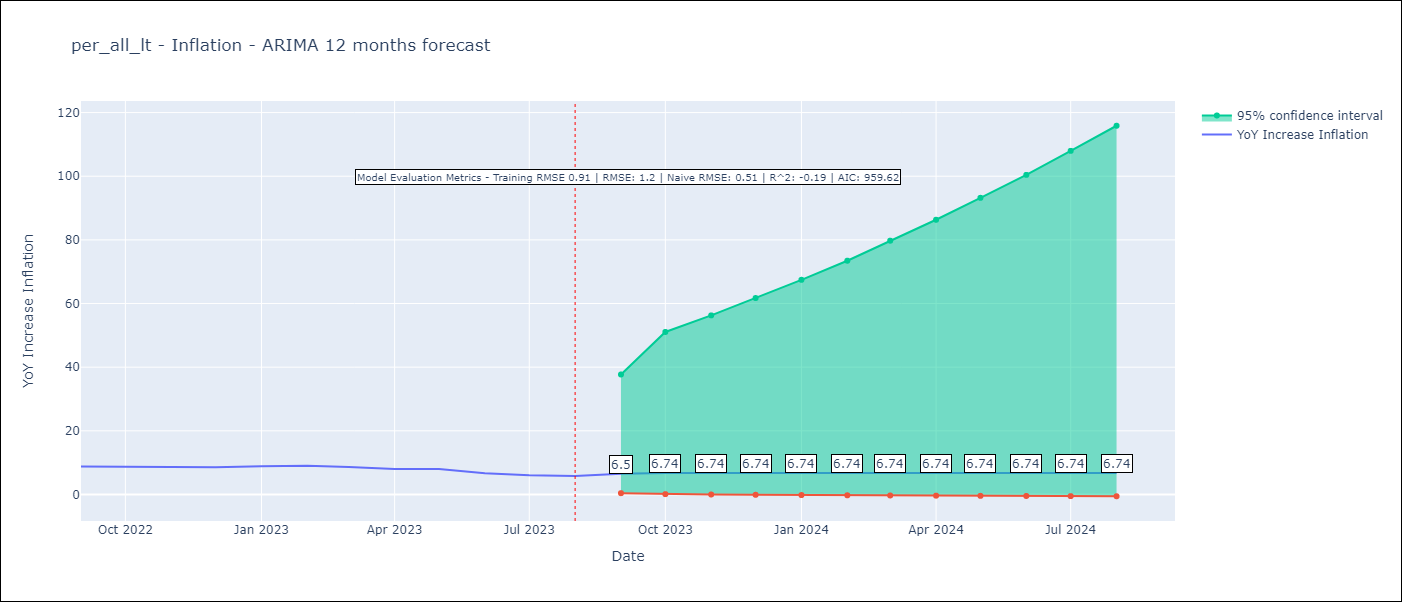 per_all_lt - Inflation - ARIMA 12 months forecast
120
100
80
60
40
20
0
YoY Increase Inflation
Model Evaluation Metrics - Training RMSE 0.91 | RMSE: 1.2 | Naive RMSE: 0.51 | R^2: -0.19 | AIC: 959.62
6.5 6.74 6.74 6.74 6.74 6.74 6.74 6.74 6.74 6.74 6.74 6.74
Oct 2022 Jan 2023 Apr 2023 Jul 2023 Oct 2023 Jan 2024 Apr 2024 Jul 2024
Date
95% confidence interval
YoY Increase Inflation